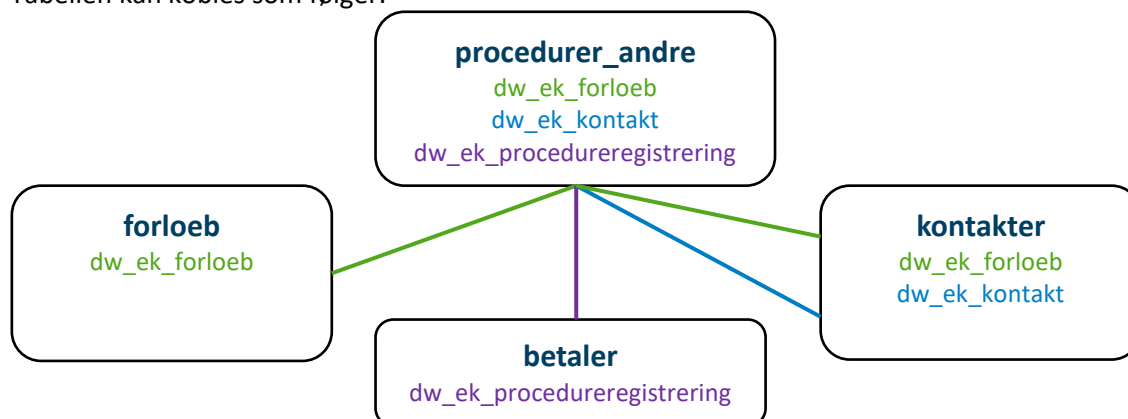 Tabellen kan kobles som følger:
procedurer_andre
dw_ek_forloeb
dw_ek_kontakt
dw_ek_procedureregistrering
forloeb
dw_ek_forloeb
kontakter
dw_ek_forloeb
dw_ek_kontakt
betaler
dw_ek_procedureregistrering